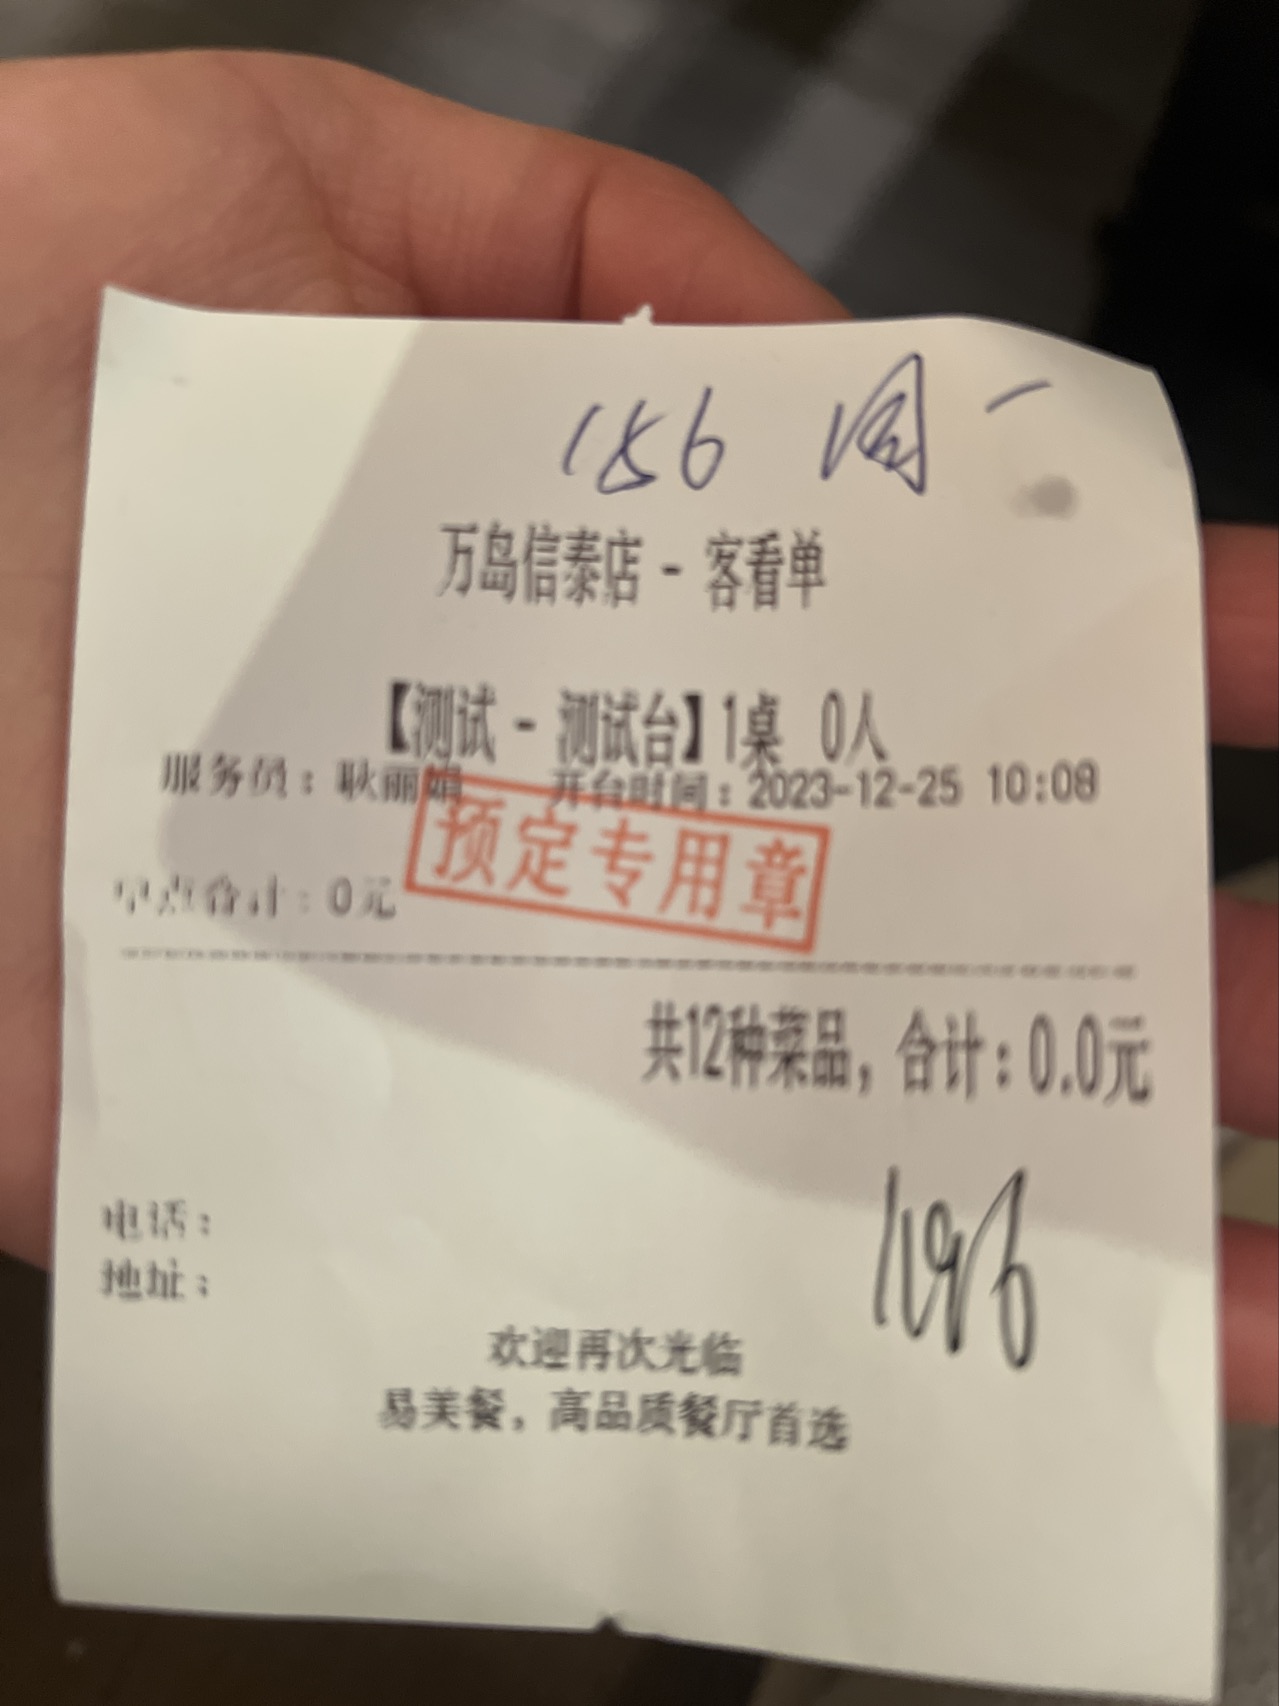 186 周一
万岛信泰店 - 客看单
【测试 - 测试台】1桌 0人
服务员：耿丽娟 开台时间：2023-12-25 10:08
预定专用章
单点合计：0元
共12种菜品，合计：0.0元
电话：
地址：
欢迎再次光临
易美餐，高品质餐厅首选